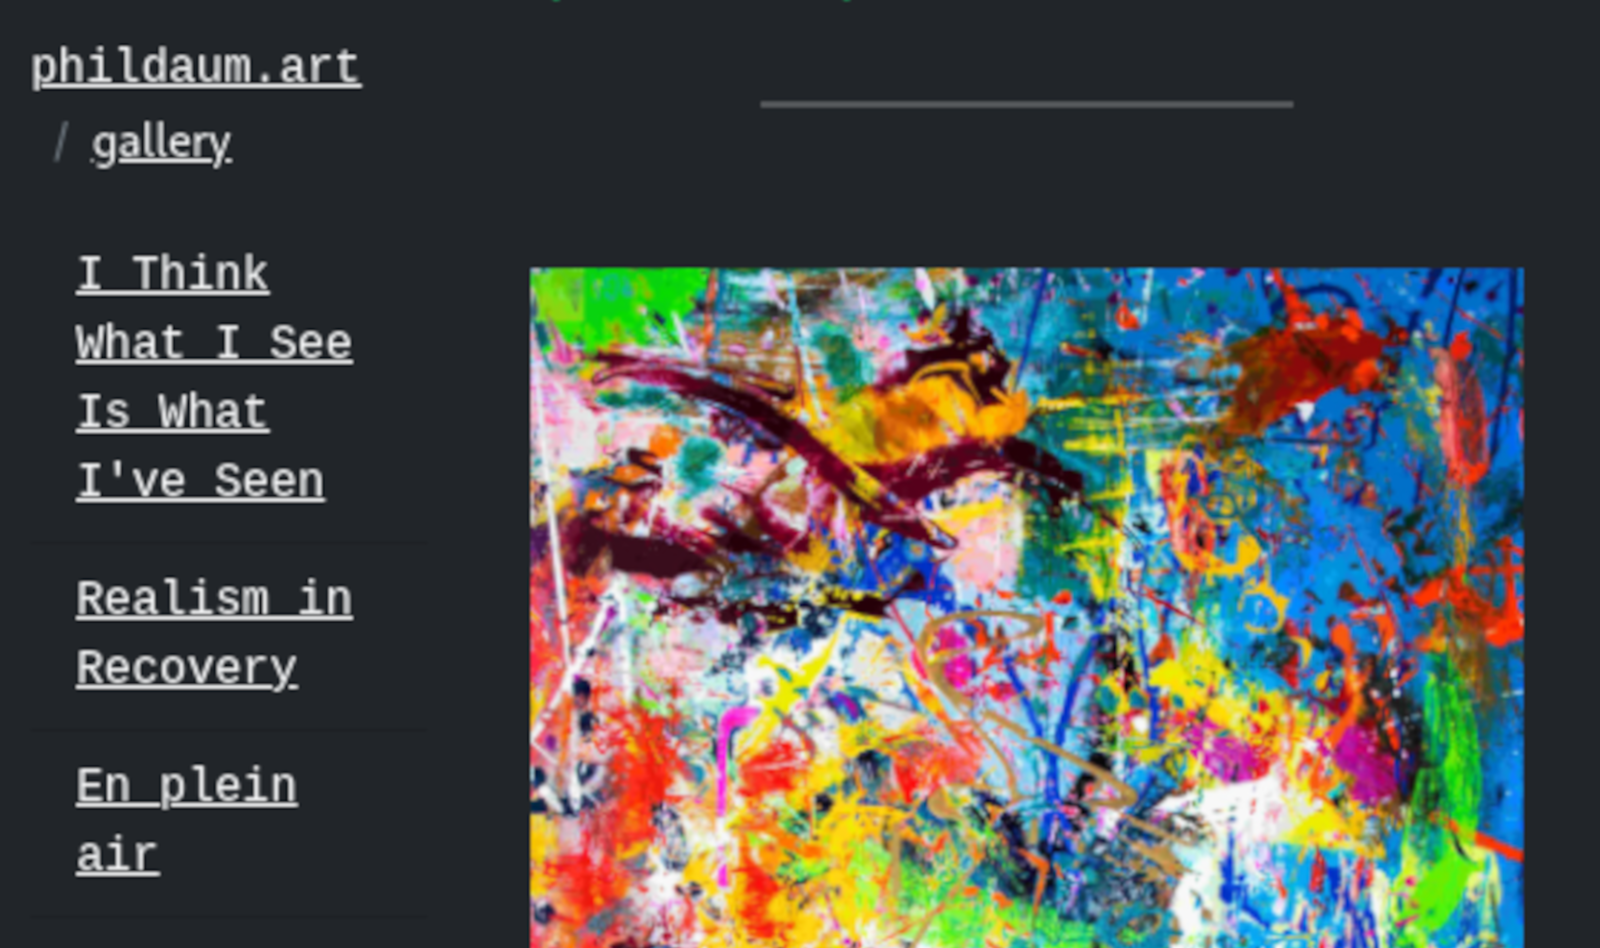 phildaum.art
/ gallery
I Think
What I See
Is What
I've Seen
Realism in
Recovery
En plein
air